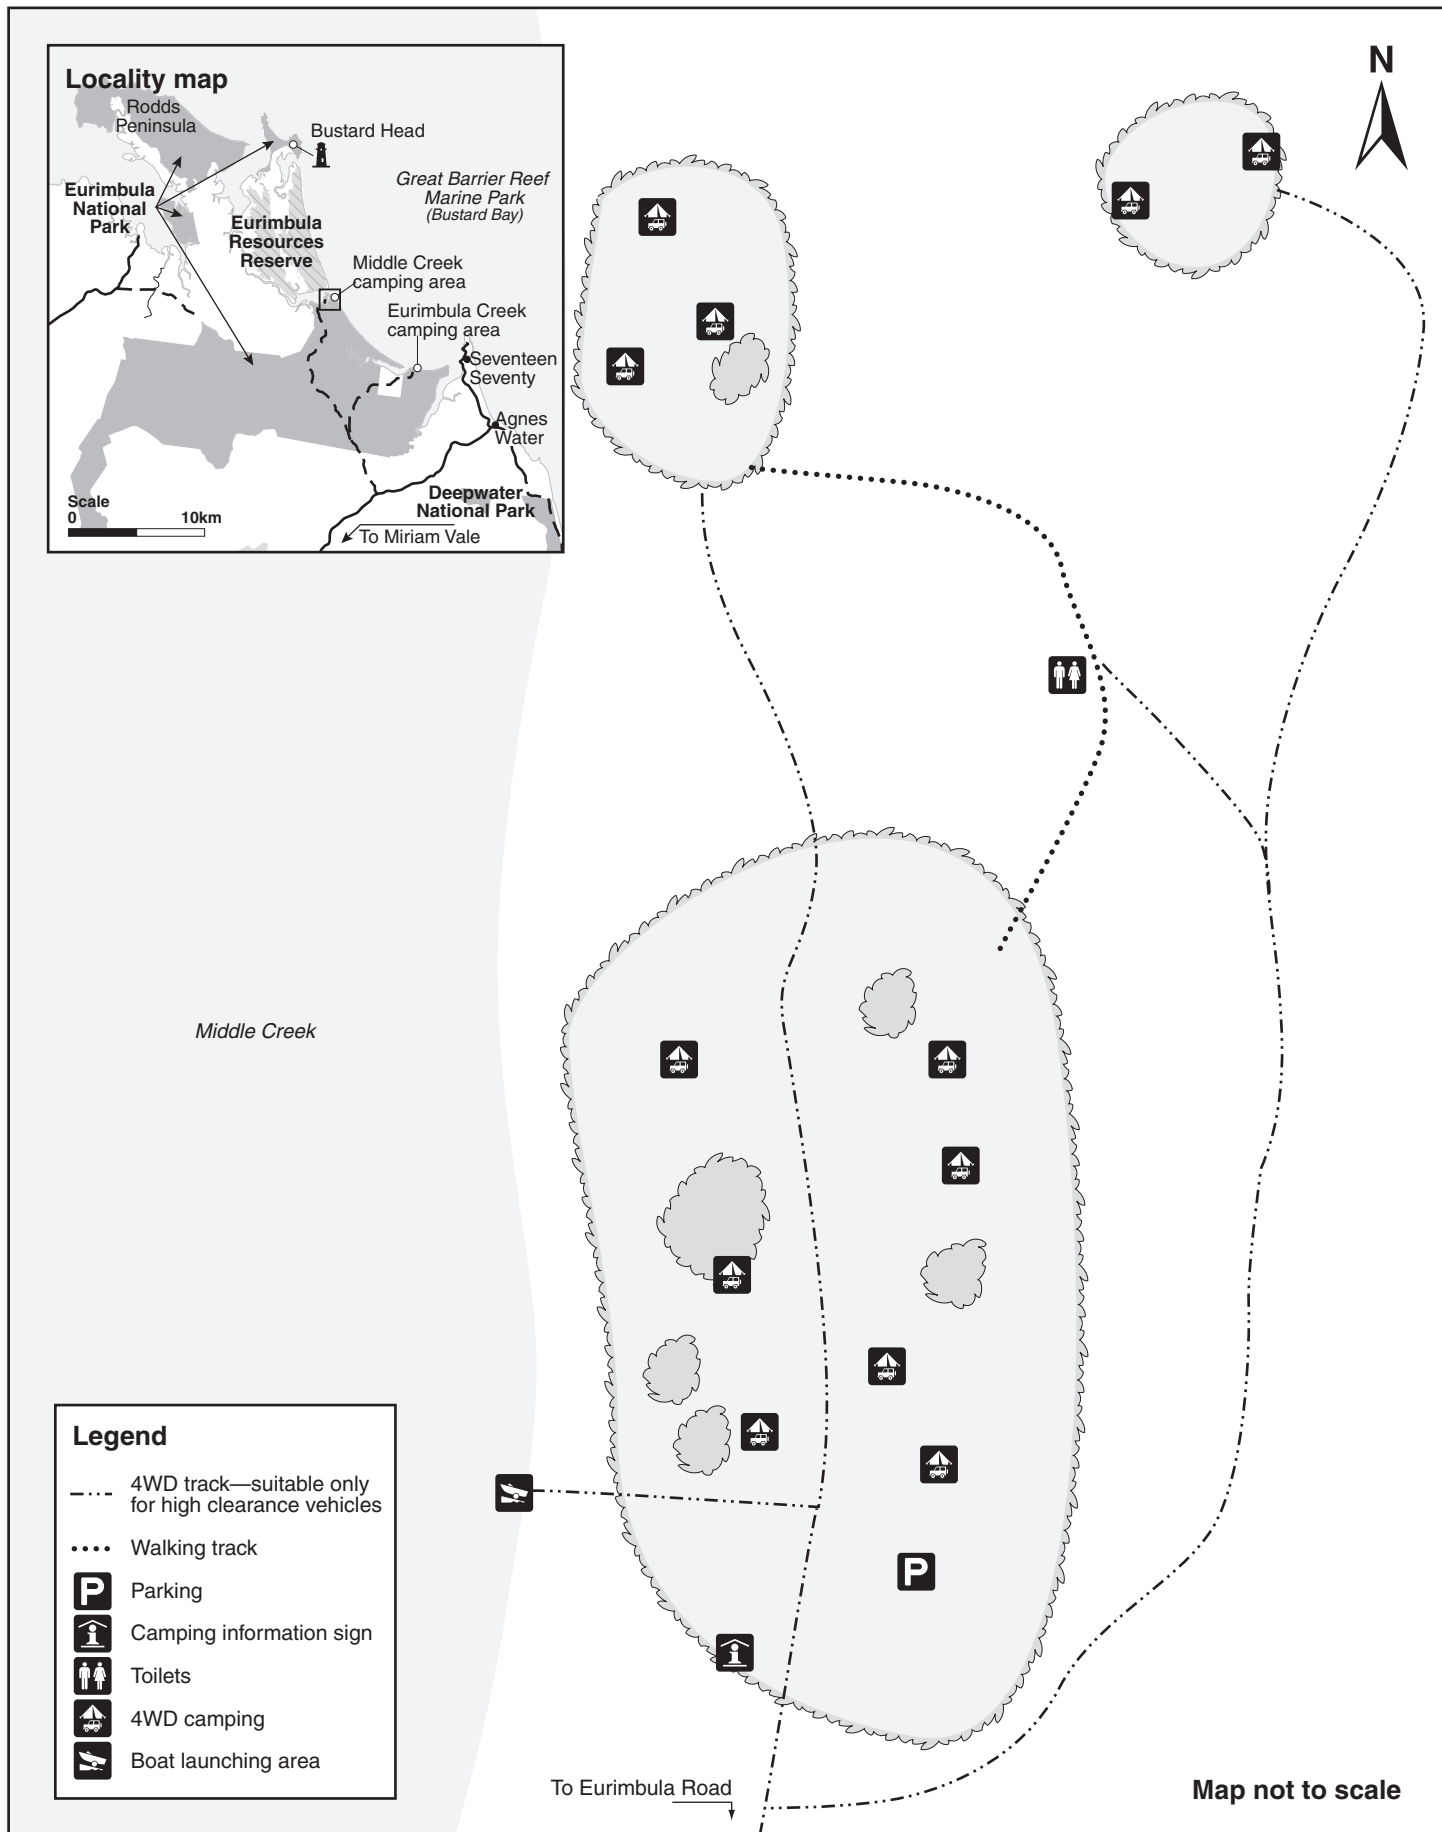 Locality map
Rodds
Peninsula
Bustard Head
Great Barrier Reef
Marine Park
(Bustard Bay)
Eurimbula
National
Park
Eurimbula
Resources
Reserve
Middle Creek
camping area
Eurimbula Creek
camping area
Seventeen
Seventy
Agnes
Water
Deepwater
National Park
Scale
0 10km
To Miriam Vale
N
Middle Creek
Legend
4WD track—suitable only
for high clearance vehicles
Walking track
P Parking
i Camping information sign
Toilets
4WD camping
Boat launching area
P
i
To Eurimbula Road
Map not to scale